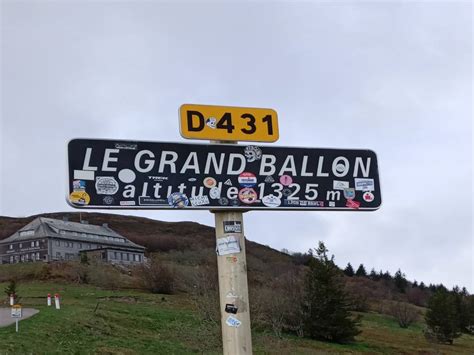 D 431
LE GRAND BALLON
altitude 1325 m